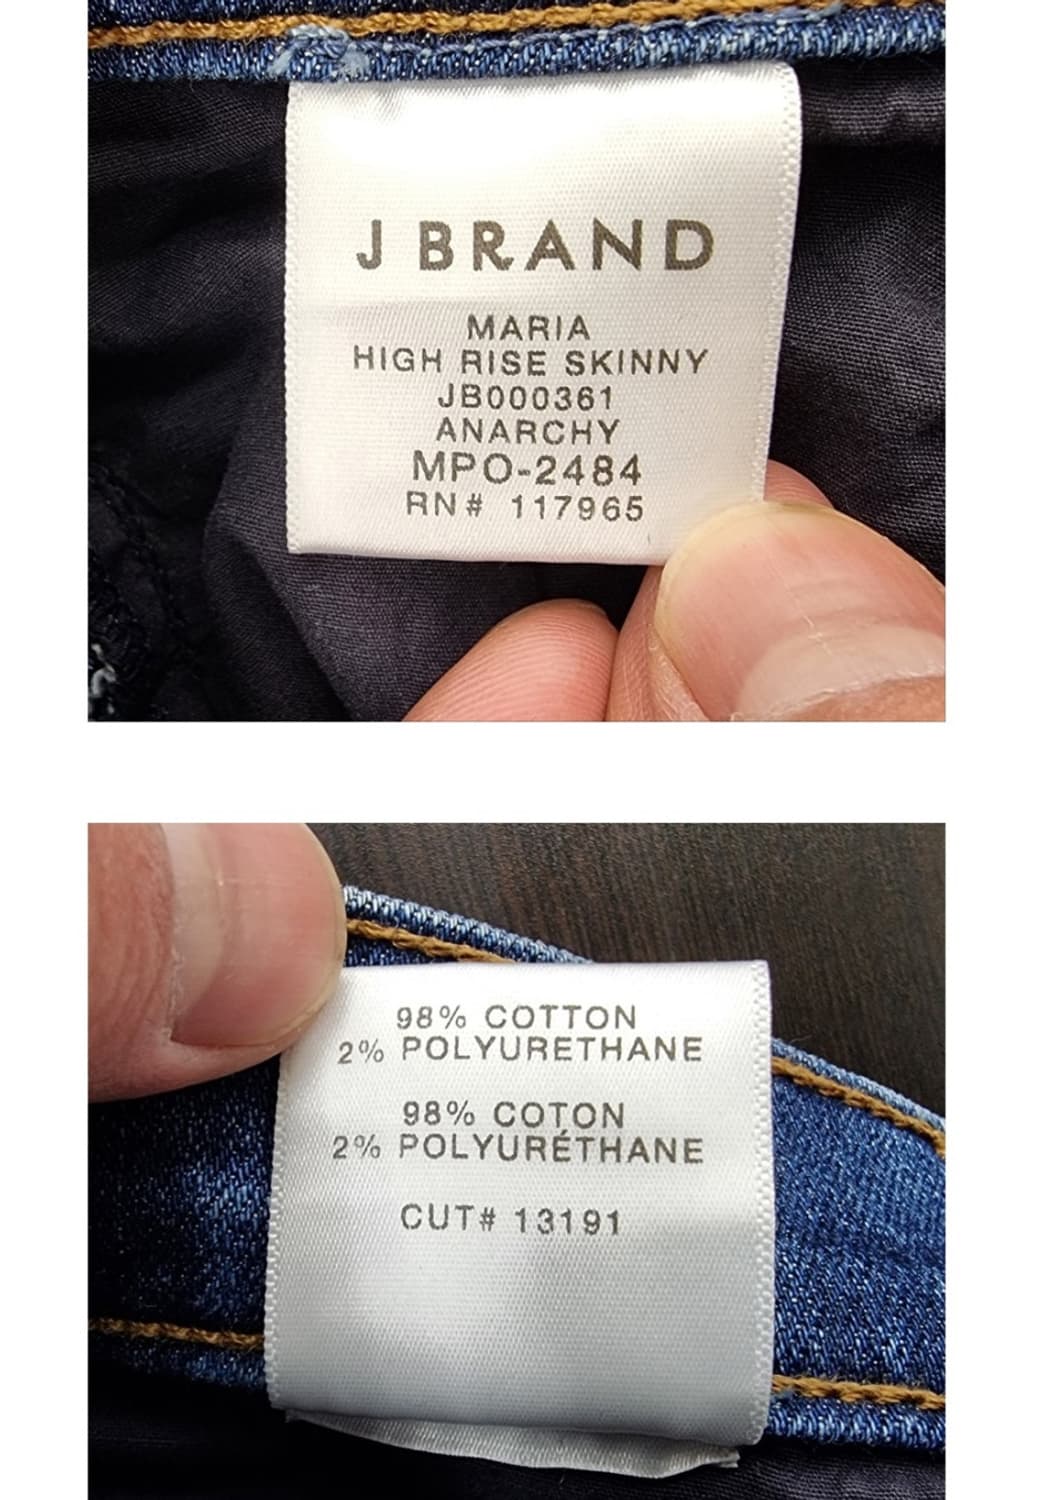 J BRAND
MARIA
HIGH RISE SKINNY
JB000361
ANARCHY
MPO-2484
RN# 117965
98% COTTON
2% POLYURETHANE
98% COTON
2% POLYURÉTHANE
CUT# 13191